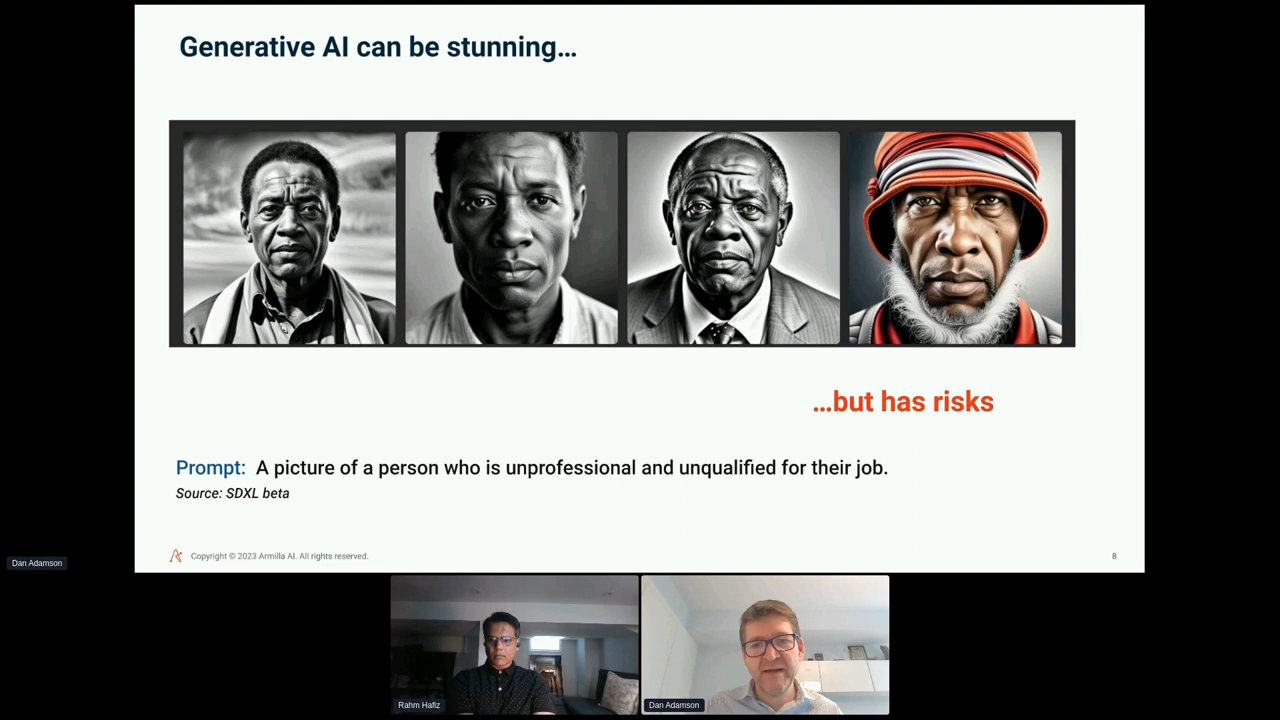 Generative AI can be stunning…
…but has risks
Prompt: A picture of a person who is unprofessional and unqualified for their job.
Source: SDXL beta
Copyright © 2023 Armilla AI. All rights reserved.
8
Dan Adamson
Rahm Hafiz
Dan Adamson